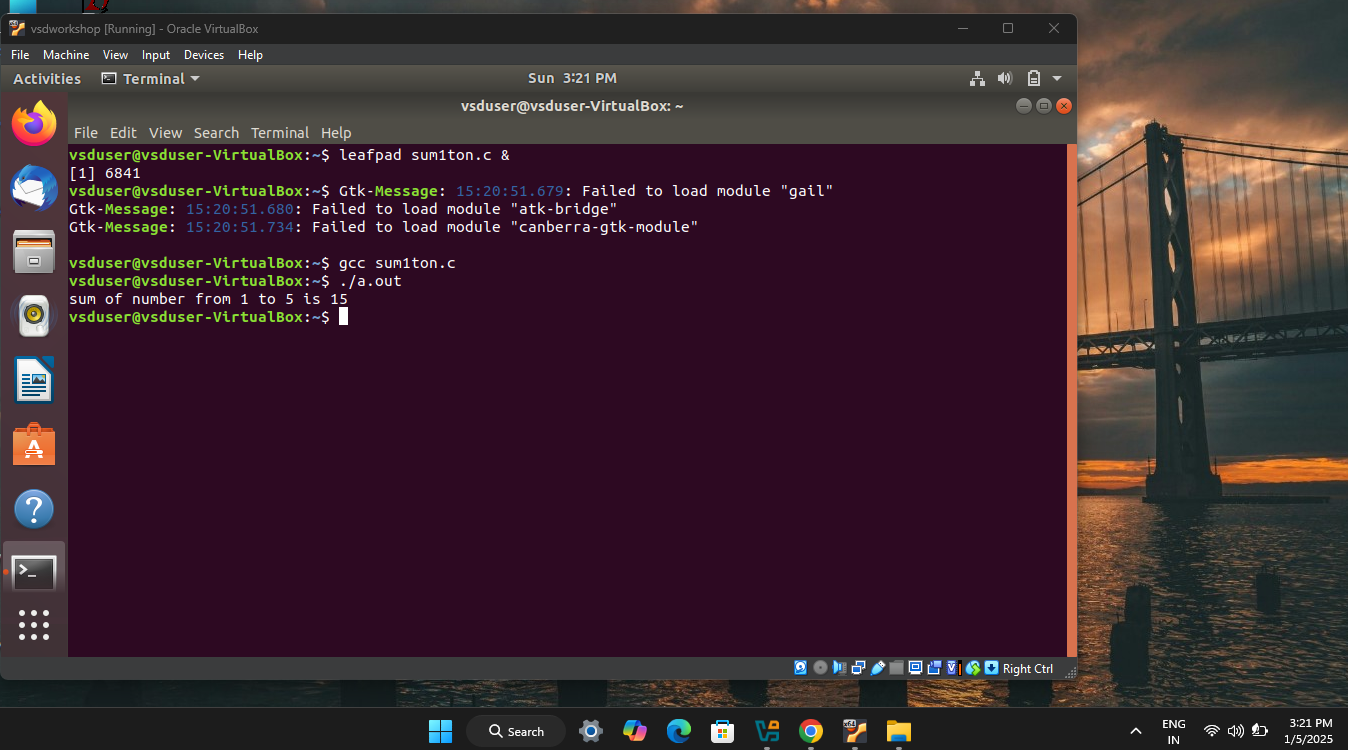 vsdworkshop [Running] - Oracle VirtualBox
File Machine View Input Devices Help
Activities Terminal Sun 3:21 PM
vsduser@vsduser-VirtualBox: ~
File Edit View Search Terminal Help
vsduser@vsduser-VirtualBox:~$ leafpad sum1ton.c &
[1] 6841
vsduser@vsduser-VirtualBox:~$ Gtk-Message: 15:20:51.679: Failed to load module "gail"
Gtk-Message: 15:20:51.680: Failed to load module "atk-bridge"
Gtk-Message: 15:20:51.734: Failed to load module "canberra-gtk-module"
vsduser@vsduser-VirtualBox:~$ gcc sum1ton.c
vsduser@vsduser-VirtualBox:~$ ./a.out
sum of number from 1 to 5 is 15
vsduser@vsduser-VirtualBox:~$
Right Ctrl
Search
ENG
IN
3:21 PM
1/5/2025